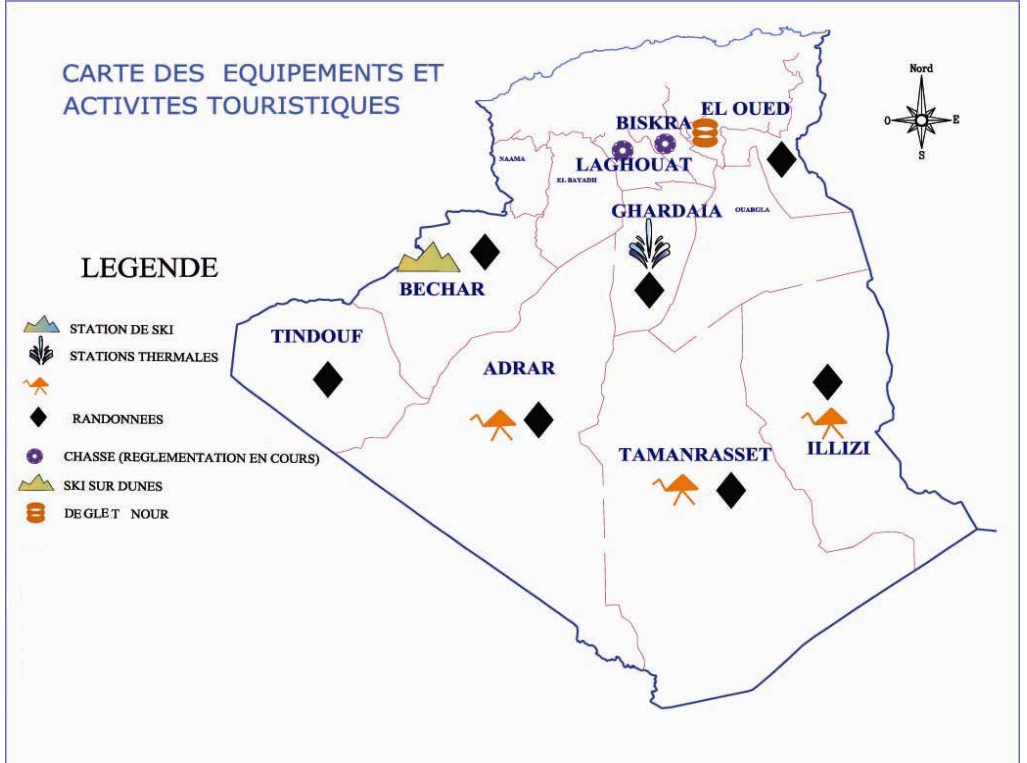 CARTE DES EQUIPEMENTS ET
ACTIVITES TOURISTIQUES
Nord
O
E
S
EL OUED
BISKRA
NAAMA
LAGHOUAT
EL BAYADH
GHARDAIA
OUARGLA
BECHAR
TINDOUF
ADRAR
TAMANRASSET
ILLIZI
LEGENDE
STATION DE SKI
STATIONS THERMALES
RANDONNEES
CHASSE (REGLEMENTATION EN COURS)
SKI SUR DUNES
DEGLET NOUR